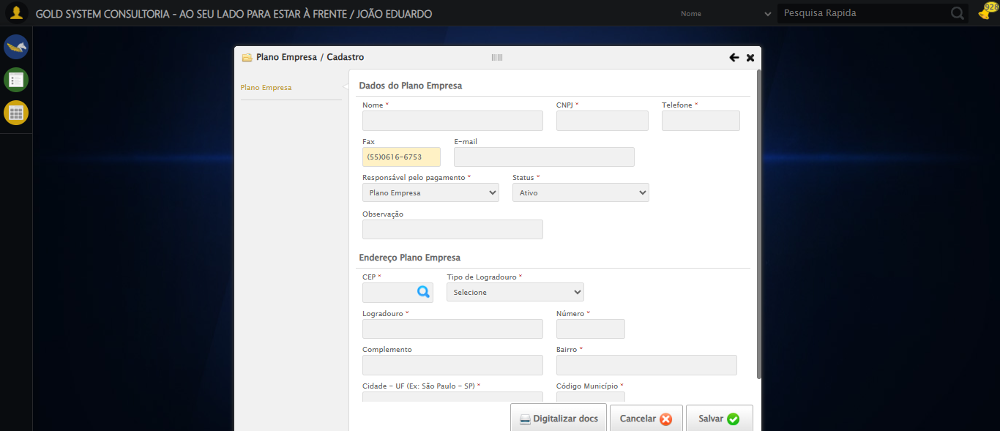 GOLD SYSTEM CONSULTORIA - AO SEU LADO PARA ESTAR À FRENTE / JOÃO EDUARDO
Nome
Pesquisa Rapida
928
Plano Empresa / Cadastro
Plano Empresa
Dados do Plano Empresa
Nome * CNPJ * Telefone *
Fax E-mail
(55)0616-6753
Responsável pelo pagamento * Status *
Plano Empresa Ativo
Observação
Endereço Plano Empresa
CEP * Tipo de Logradouro *
Selecione
Logradouro * Número *
Complemento Bairro *
Cidade - UF (Ex: São Paulo - SP) * Código Município *
Digitalizar docs Cancelar Salvar